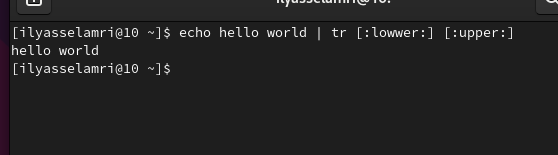 [ilyasselamri@10 ~]$ echo hello world | tr [:lowwer:] [:upper:]
hello world
[ilyasselamri@10 ~]$